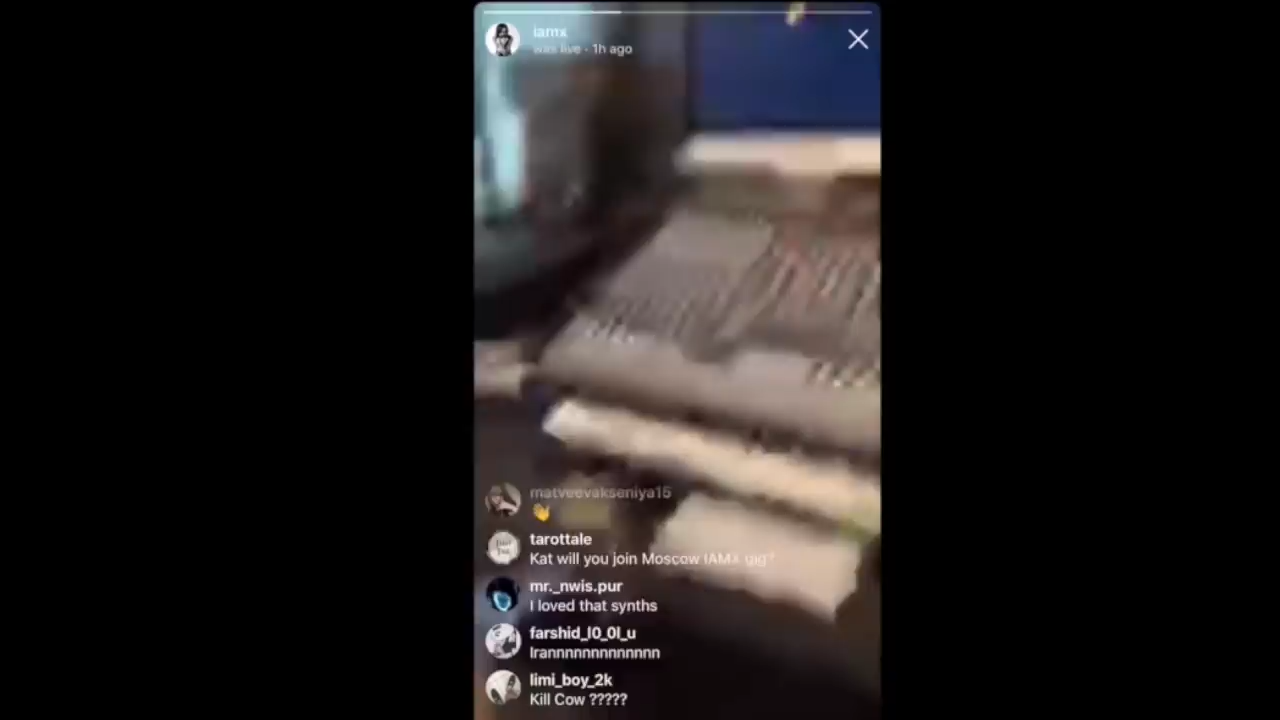 iamx
was live · 1h ago
matveevakseniya15
👋
tarottale
Kat will you join Moscow IAMX gig?
mr._nwis.pur
I loved that synths
farshid_l0_0l_u
Irannnnnnnnnnnnn
limi_boy_2k
Kill Cow ?????